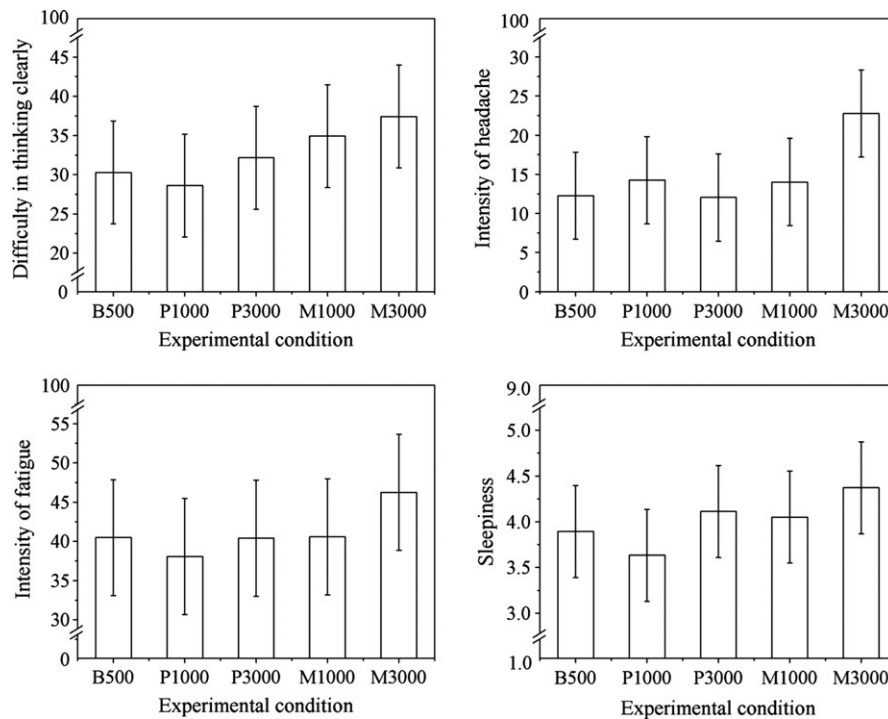 Difficulty in thinking clearly
100
45
40
35
30
25
20
0
B500 P1000 P3000 M1000 M3000
Experimental condition
Intensity of headache
100
30
25
20
15
10
5
0
B500 P1000 P3000 M1000 M3000
Experimental condition
Intensity of fatigue
100
55
50
45
40
35
30
0
B500 P1000 P3000 M1000 M3000
Experimental condition
Sleepiness
9.0
5.0
4.5
4.0
3.5
3.0
1.0
B500 P1000 P3000 M1000 M3000
Experimental condition